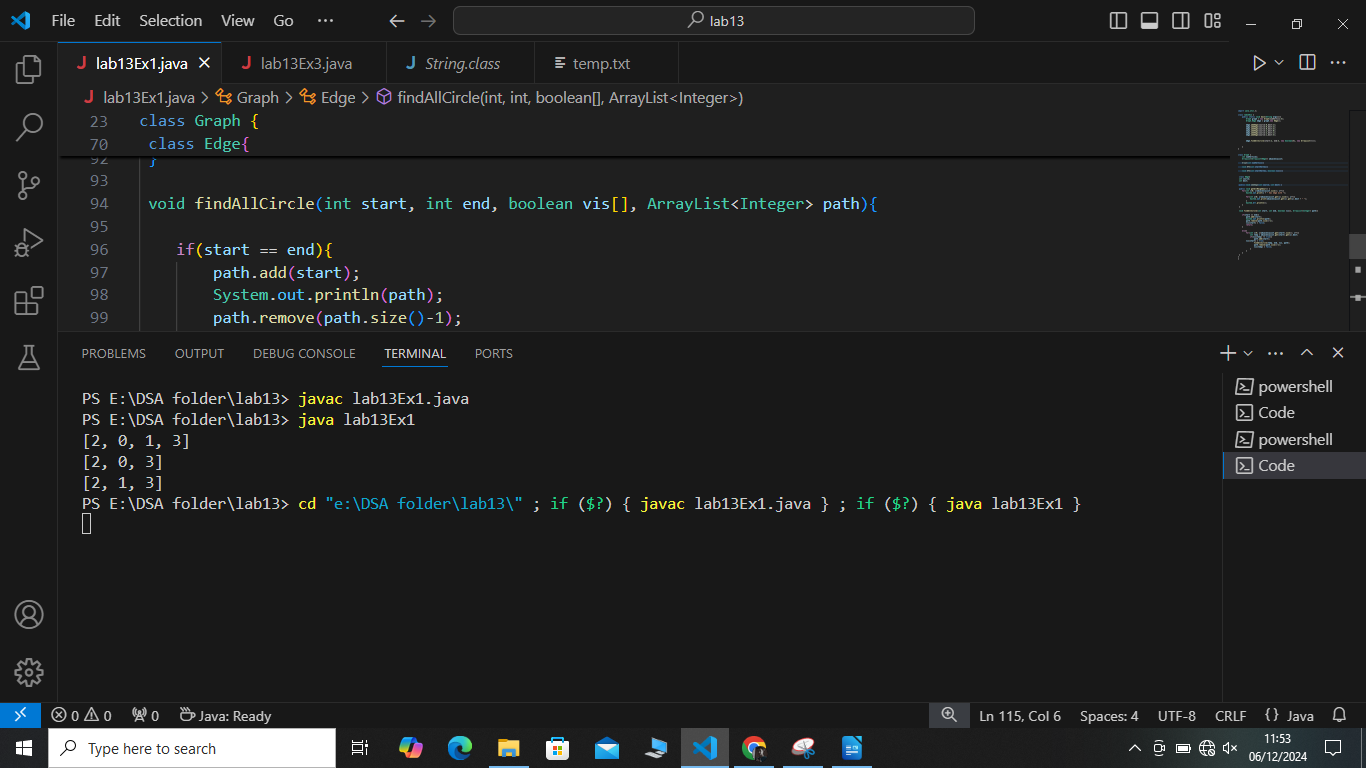 File Edit Selection View Go ··· lab13
lab13Ex1.java lab13Ex3.java String.class temp.txt
lab13Ex1.java > Graph > Edge > findAllCircle(int, int, boolean[], ArrayList<Integer>)
23 class Graph {
70 class Edge{
92 }
93
94 void findAllCircle(int start, int end, boolean vis[], ArrayList<Integer> path){
95
96 if(start == end){
97 path.add(start);
98 System.out.println(path);
99 path.remove(path.size()-1);
PROBLEMS OUTPUT DEBUG CONSOLE TERMINAL PORTS
PS E:\DSA folder\lab13> javac lab13Ex1.java
PS E:\DSA folder\lab13> java lab13Ex1
[2, 0, 1, 3]
[2, 0, 3]
[2, 1, 3]
PS E:\DSA folder\lab13> cd "e:\DSA folder\lab13\" ; if ($?) { javac lab13Ex1.java } ; if ($?) { java lab13Ex1 }
powershell
Code
powershell
Code
0 0 0 Java: Ready Ln 115, Col 6 Spaces: 4 UTF-8 CRLF {} Java
Type here to search
11:53
06/12/2024